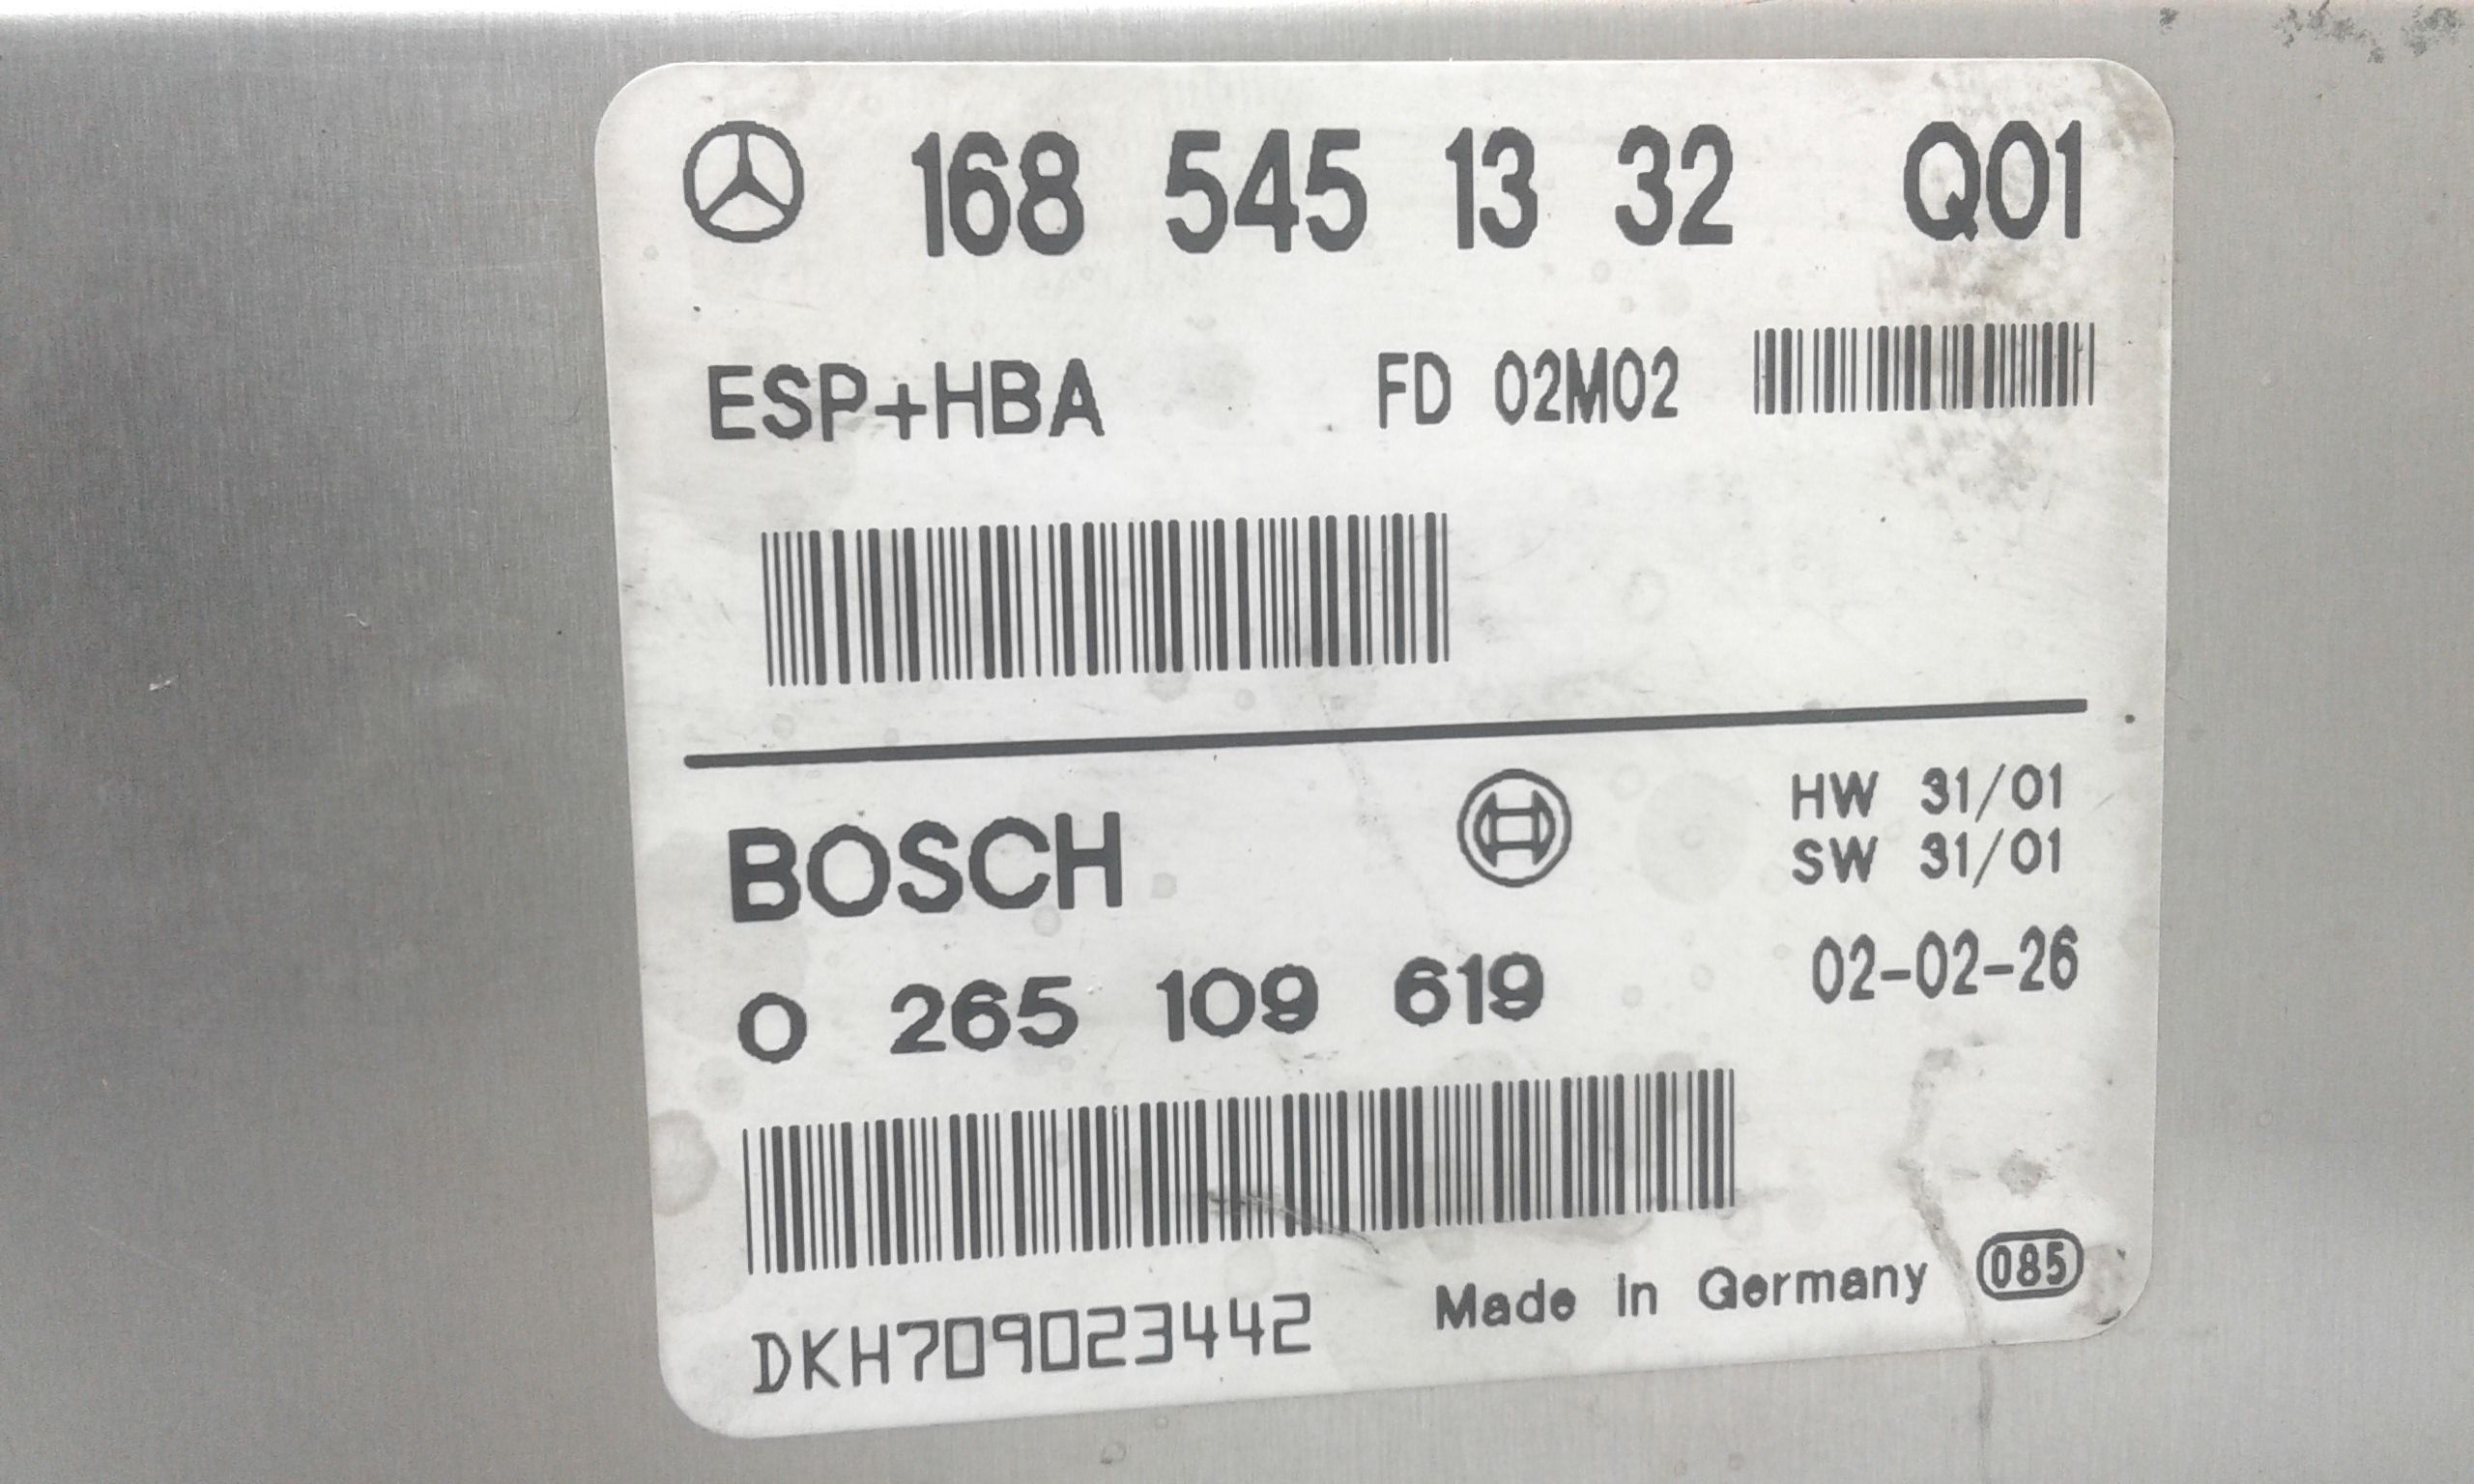 168 545 13 32 Q01
ESP+HBA FD 02M02
BOSCH HW 31/01
SW 31/01
0 265 109 619 02-02-26
DKH709023442 Made in Germany 085